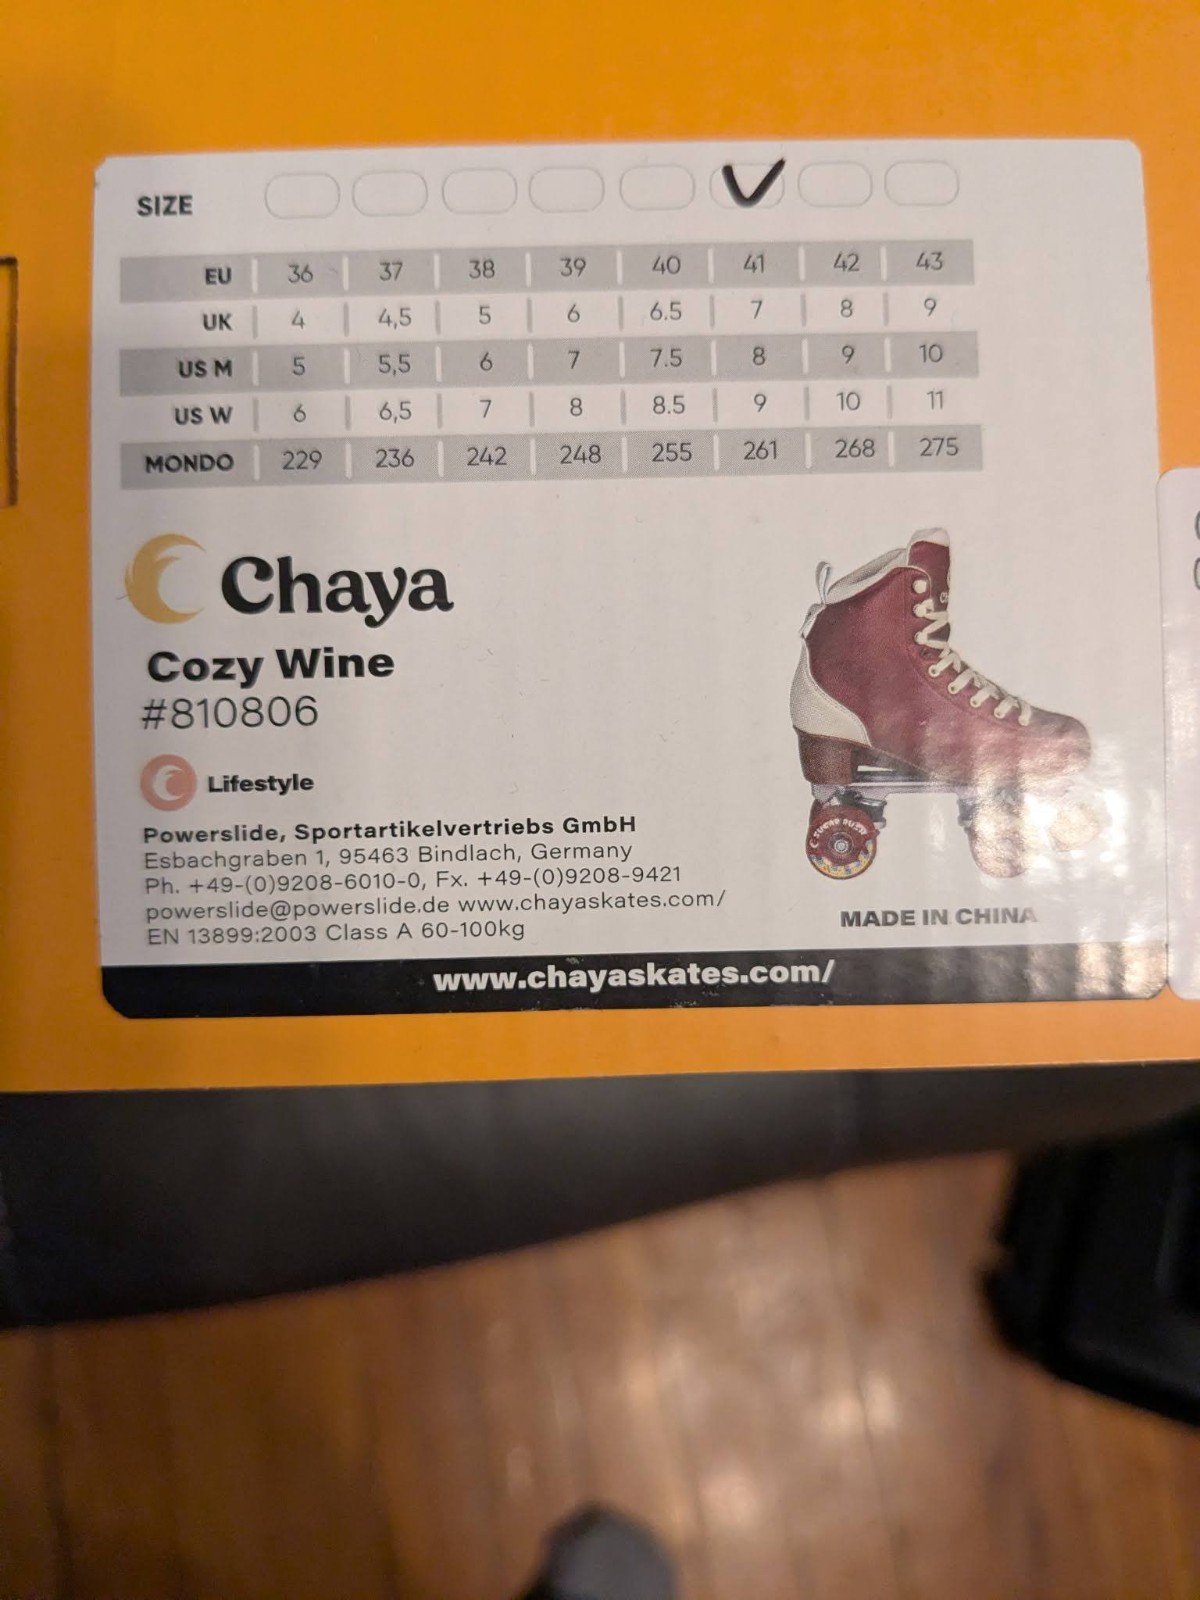 SIZE
EU 36 37 38 39 40 41 42 43
UK 4 4,5 5 6 6.5 7 8 9
US M 5 5,5 6 7 7.5 8 9 10
US W 6 6,5 7 8 8.5 9 10 11
MONDO 229 236 242 248 255 261 268 275
Chaya
Cozy Wine
#810806
Lifestyle
Powerslide, Sportartikelvertriebs GmbH
Esbachgraben 1, 95463 Bindlach, Germany
Ph. +49-(0)9208-6010-0, Fx. +49-(0)9208-9421
powerslide@powerslide.de www.chayaskates.com/
EN 13899:2003 Class A 60-100kg
SUGAR RUSH
MADE IN CHINA
www.chayaskates.com/